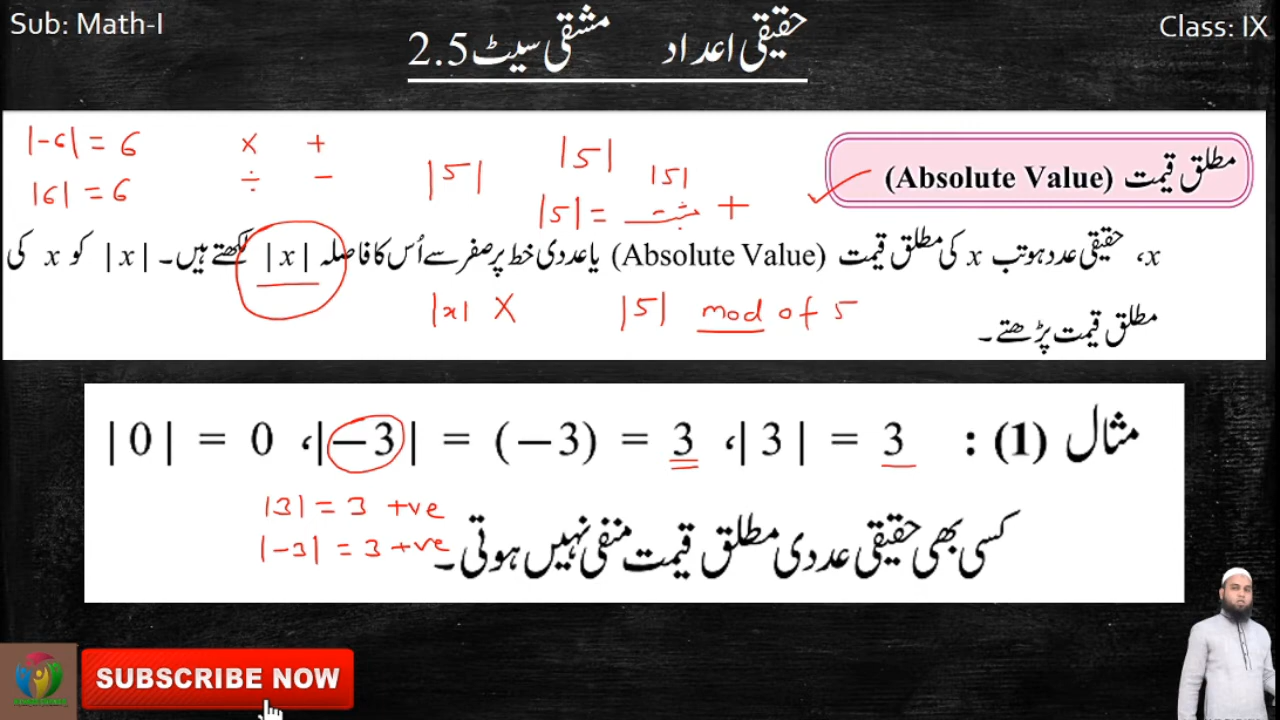 Sub: Math-I
Class: IX
حقیقی اعداد مشقی سیٹ 2.5
|-6| = 6
|6| = 6
× +
÷ −
|5|
|5|
|5|
|5| = مثبت +
مطلق قیمت (Absolute Value)
x، حقیقی عدد ہو تب x کی مطلق قیمت (Absolute Value) یا عددی خط پر صفر سے اُس کا فاصلہ |x| لکھتے ہیں۔ |x| کو x کی
مطلق قیمت پڑھتے۔
|x| X
|5| mod of 5
مثال (1) : |3| = 3 ،|−3| = (−3) = 3 ،|0| = 0
|3| = 3 +ve
|-3| = 3 +ve
کسی بھی حقیقی عدد دی مطلق قیمت منفی نہیں ہوتی۔
SUBSCRIBE NOW